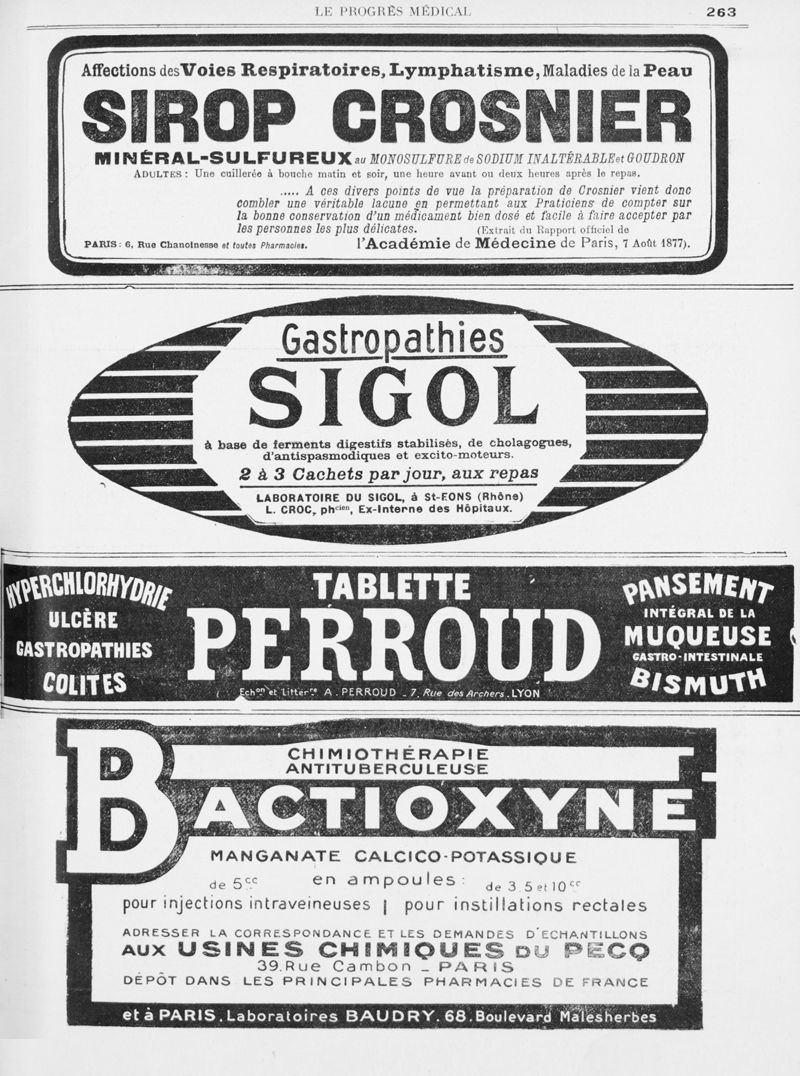 LE PROGRÈS MÉDICAL
263
Affections des Voies Respiratoires, Lymphatisme, Maladies de la Peau
SIROP CROSNIER
MINÉRAL-SULFUREUX au MONOSULFURE de SODIUM INALTÉRABLE et GOUDRON
ADULTES : Une cuillerée à bouche matin et soir, une heure avant ou deux heures après le repas.
..... A ces divers points de vue la préparation de Crosnier vient donc
combler une véritable lacune en permettant aux Praticiens de compter sur
la bonne conservation d'un médicament bien dosé et facile à faire accepter par
les personnes les plus délicates. (Extrait du Rapport officiel de
PARIS : 6, Rue Chanoinesse et toutes Pharmacies. l'Académie de Médecine de Paris, 7 Août 1877).
Gastropathies
SIGOL
à base de ferments digestifs stabilisés, de cholagogues,
d'antispasmodiques et excito-moteurs.
2 à 3 Cachets par jour, aux repas
LABORATOIRE DU SIGOL, à St-FONS (Rhône)
L. CROC, phcien, Ex-Interne des Hôpitaux.
HYPERCHLORHYDRIE
ULCÈRE
GASTROPATHIES
COLITES
TABLETTE
PERROUD
Echon et Littérre A. PERROUD - 7, Rue des Archers. LYON
PANSEMENT
INTÉGRAL DE LA
MUQUEUSE
GASTRO-INTESTINALE
BISMUTH
CHIMIOTHÉRAPIE
ANTITUBERCULEUSE
BACTIOXYNE
MANGANATE CALCICO-POTASSIQUE
en ampoules :
de 5cc de 3.5 et 10cc
pour injections intraveineuses | pour instillations rectales
ADRESSER LA CORRESPONDANCE ET LES DEMANDES D'ECHANTILLONS
AUX USINES CHIMIQUES DU PECQ
39. Rue Cambon - PARIS
DÉPÔT DANS LES PRINCIPALES PHARMACIES DE FRANCE
et à PARIS. Laboratoires BAUDRY. 68. Boulevard Malesherbes